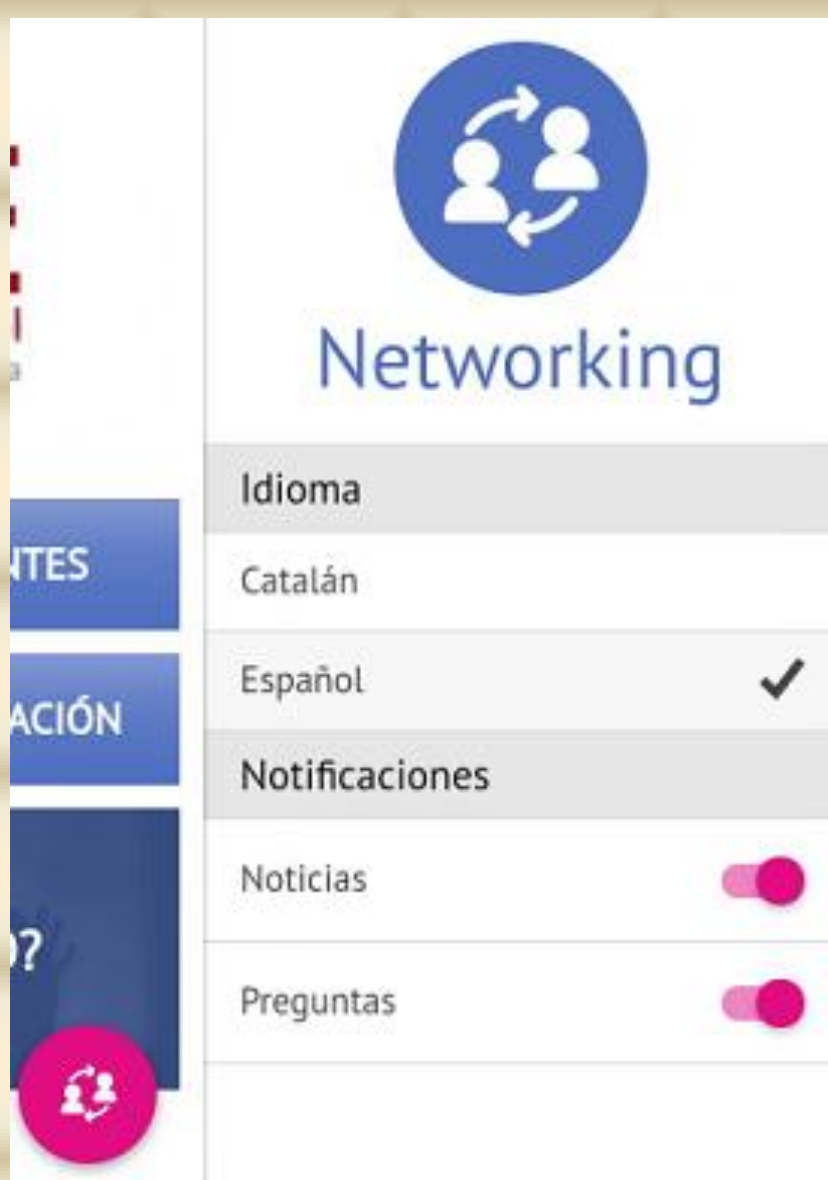 Networking
Idioma
Catalán
Español
Notificaciones
Noticias
Preguntas
NTES
ACIÓN
?